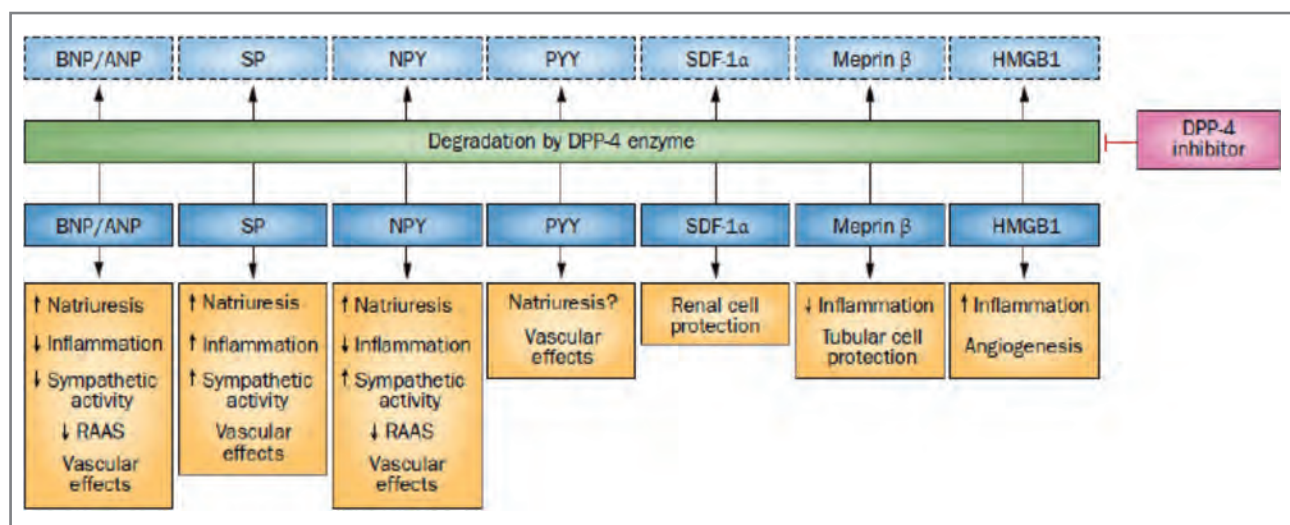 BNP/ANP
SP
NPY
PYY
SDF-1α
Meprin β
HMGB1
Degradation by DPP-4 enzyme
DPP-4
inhibitor
BNP/ANP
SP
NPY
PYY
SDF-1α
Meprin β
HMGB1
↑ Natriuresis
↓ Inflammation
↓ Sympathetic
activity
↓ RAAS
Vascular
effects
↑ Natriuresis
↑ Inflammation
↑ Sympathetic
activity
Vascular
effects
↑ Natriuresis
↓ Inflammation
↑ Sympathetic
activity
↓ RAAS
Vascular
effects
Natriuresis?
Vascular
effects
Renal cell
protection
↓ Inflammation
Tubular cell
protection
↑ Inflammation
Angiogenesis